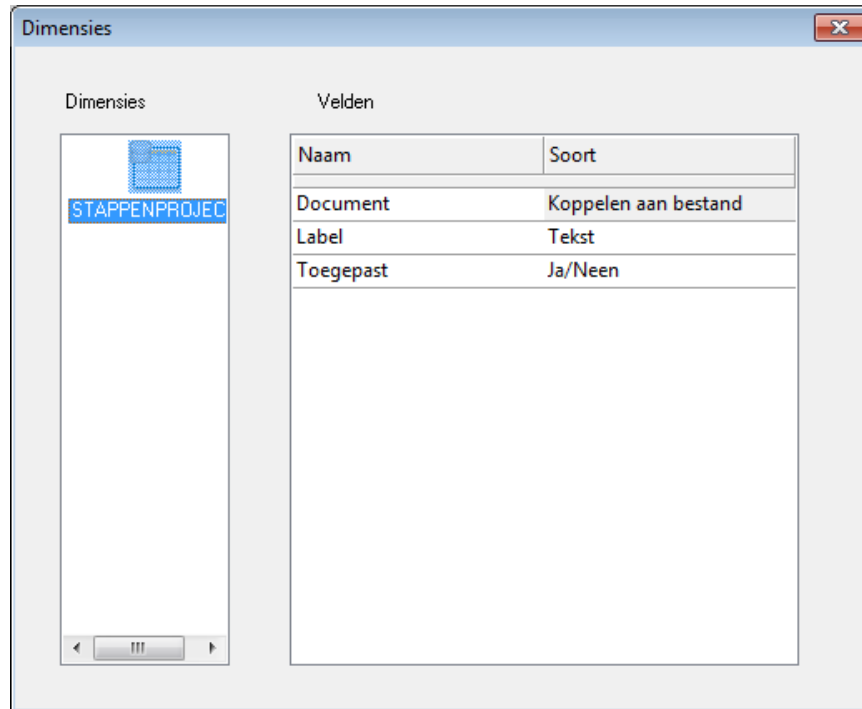 Dimensies
Dimensies Velden
Naam Soort
STAPPENPROJEC
Document Koppelen aan bestand
Label Tekst
Toegepast Ja/Neen